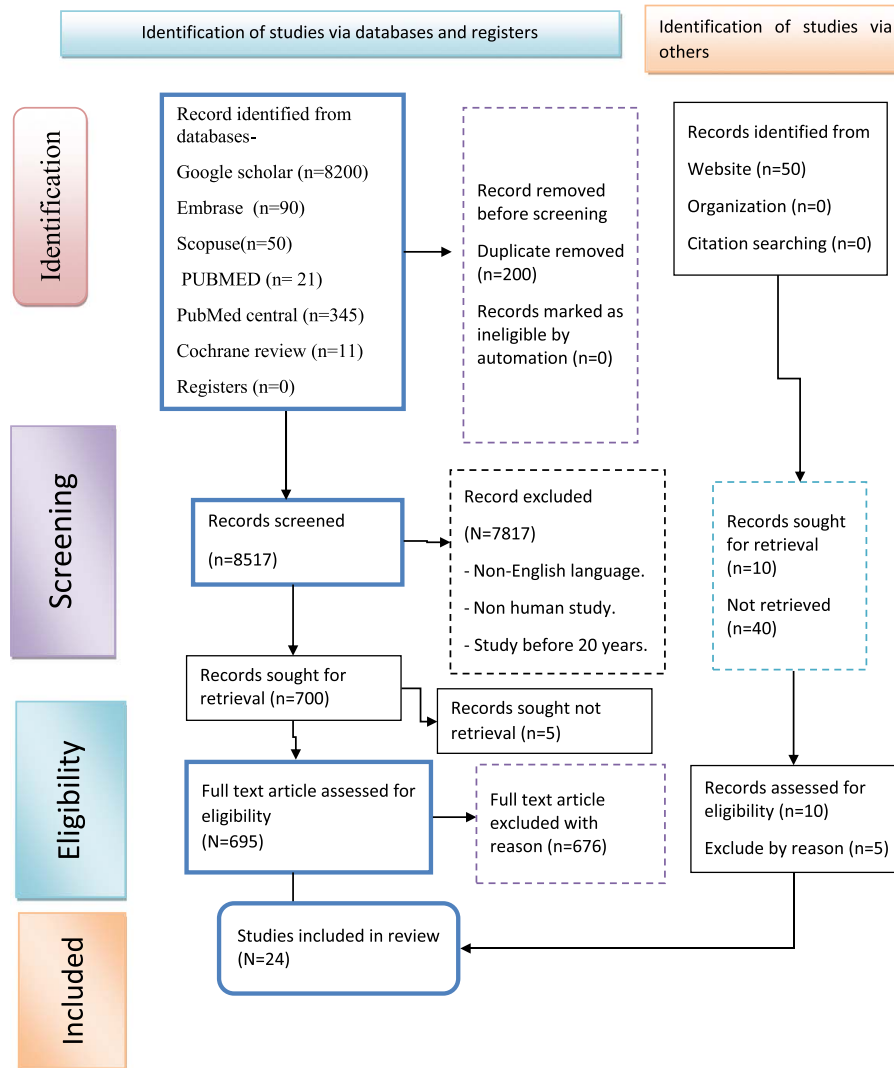 Identification of studies via databases and registers
Identification of studies via
others
Identification
Record identified from
databases-
Google scholar (n=8200)
Embrase (n=90)
Scopuse(n=50)
PUBMED (n= 21)
PubMed central (n=345)
Cochrane review (n=11)
Registers (n=0)
Record removed
before screening
Duplicate removed
(n=200)
Records marked as
ineligible by
automation (n=0)
Records identified from
Website (n=50)
Organization (n=0)
Citation searching (n=0)
Screening
Records screened
(n=8517)
Record excluded
(N=7817)
- Non-English language.
- Non human study.
- Study before 20 years.
Records sought
for retrieval
(n=10)
Not retrieved
(n=40)
Records sought for
retrieval (n=700)
Records sought not
retrieval (n=5)
Eligibility
Full text article assessed for
eligibility
(N=695)
Full text article
excluded with
reason (n=676)
Records assessed for
eligibility (n=10)
Exclude by reason (n=5)
Included
Studies included in review
(N=24)